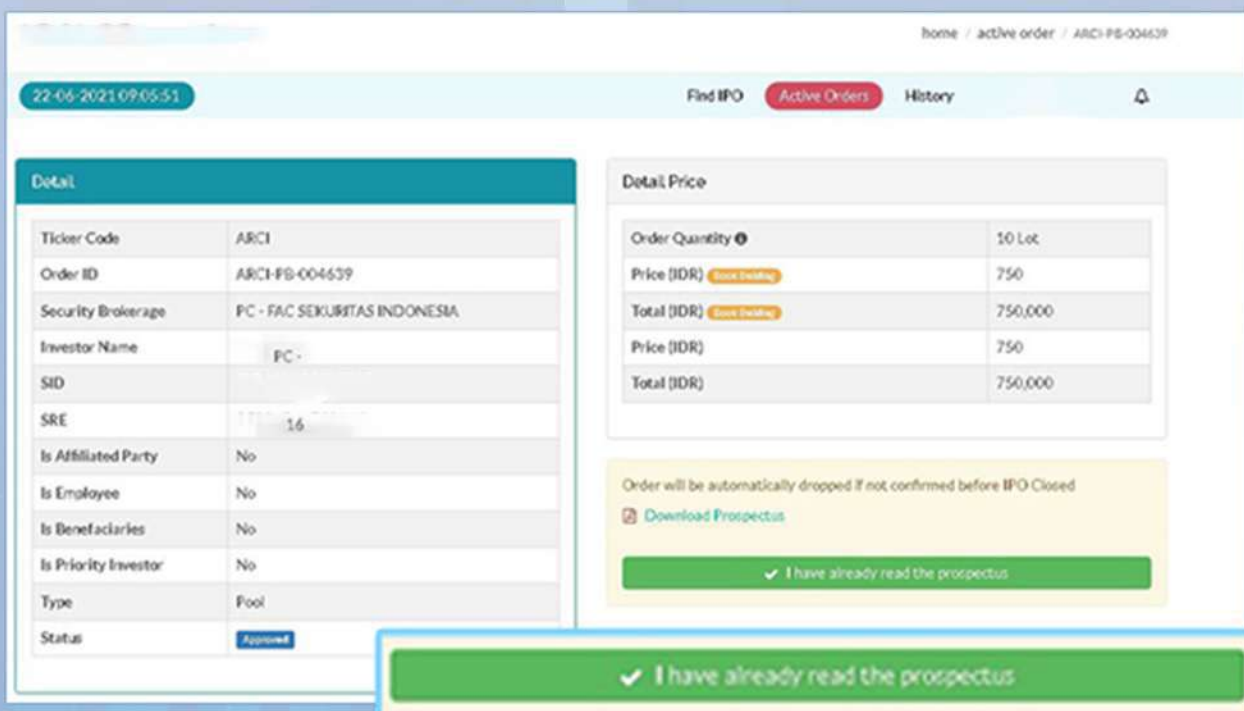 home / active order / ARCI-PB-004639
22-06-2021 09:05:51
Find IPO Active Orders History
Detail
Ticker Code ARCI
Order ID ARCI-PB-004639
Security Brokerage PC - FAC SEKURITAS INDONESIA
Investor Name PC -
SID
SRE 16
Is Affiliated Party No
Is Employee No
Is Benefaciaries No
Is Priority Investor No
Type Pool
Status Approved
Detail Price
Order Quantity 10 Lot
Price (IDR) Book Building 750
Total (IDR) Book Building 750,000
Price (IDR) 750
Total (IDR) 750,000
Order will be automatically dropped if not confirmed before IPO Closed
Download Prospectus
I have already read the prospectus
I have already read the prospectus